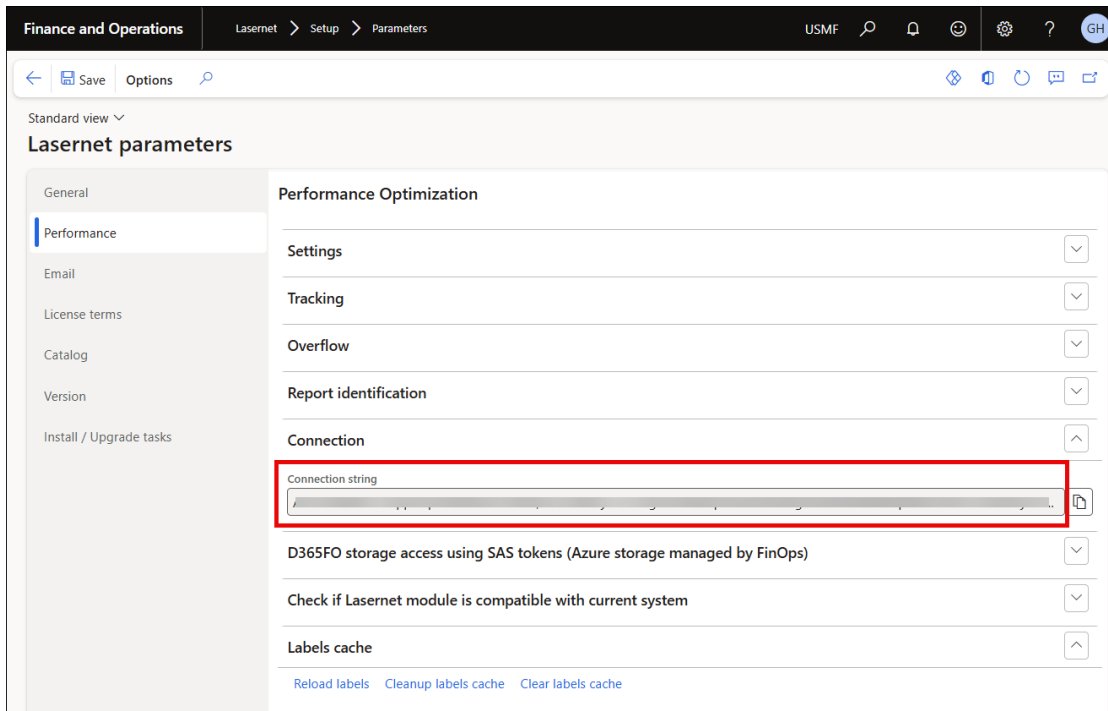 Finance and Operations Lasernet Setup Parameters USMF GH
Save Options
Standard view
Lasernet parameters
General
Performance
Email
License terms
Catalog
Version
Install / Upgrade tasks
Performance Optimization
Settings
Tracking
Overflow
Report identification
Connection
Connection string
D365FO storage access using SAS tokens (Azure storage managed by FinOps)
Check if Lasernet module is compatible with current system
Labels cache
Reload labels Cleanup labels cache Clear labels cache